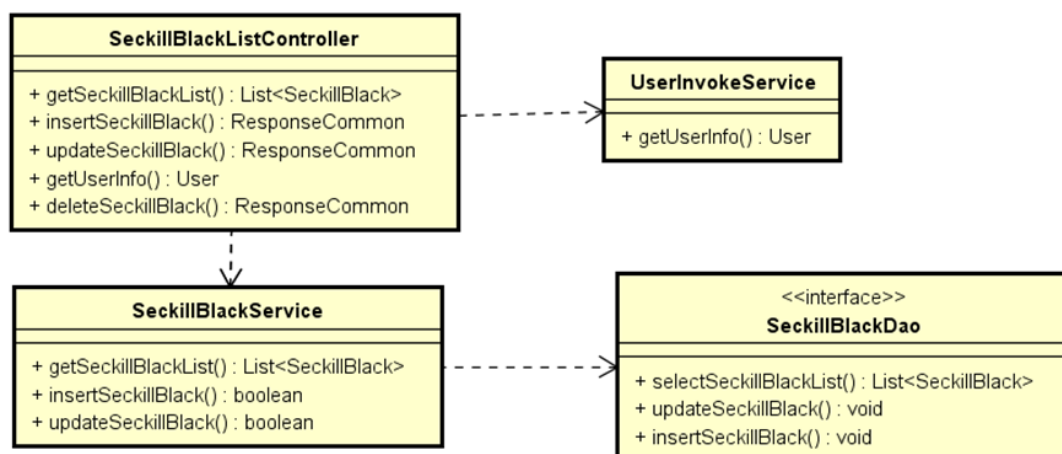 SeckillBlackListController
+ getSeckillBlackList() : List<SeckillBlack>
+ insertSeckillBlack() : ResponseCommon
+ updateSeckillBlack() : ResponseCommon
+ getUserInfo() : User
+ deleteSeckillBlack() : ResponseCommon
UserInvokeService
+ getUserInfo() : User
SeckillBlackService
+ getSeckillBlackList() : List<SeckillBlack>
+ insertSeckillBlack() : boolean
+ updateSeckillBlack() : boolean
<<interface>>
SeckillBlackDao
+ selectSeckillBlackList() : List<SeckillBlack>
+ updateSeckillBlack() : void
+ insertSeckillBlack() : void